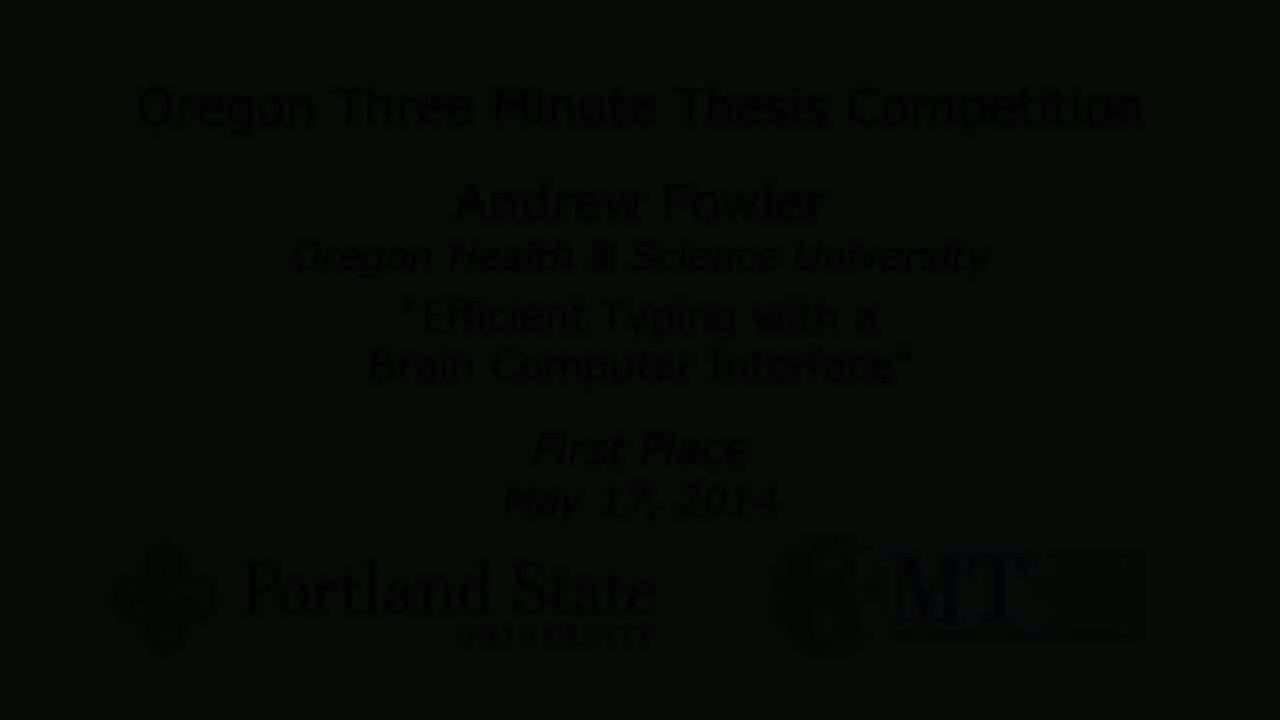 Oregon Three Minute Thesis Competition
Andrew Fowler
Oregon Health & Science University
"Efficient Typing with a
Brain Computer Interface"
First Place
May 17, 2014
Portland State
UNIVERSITY
MT